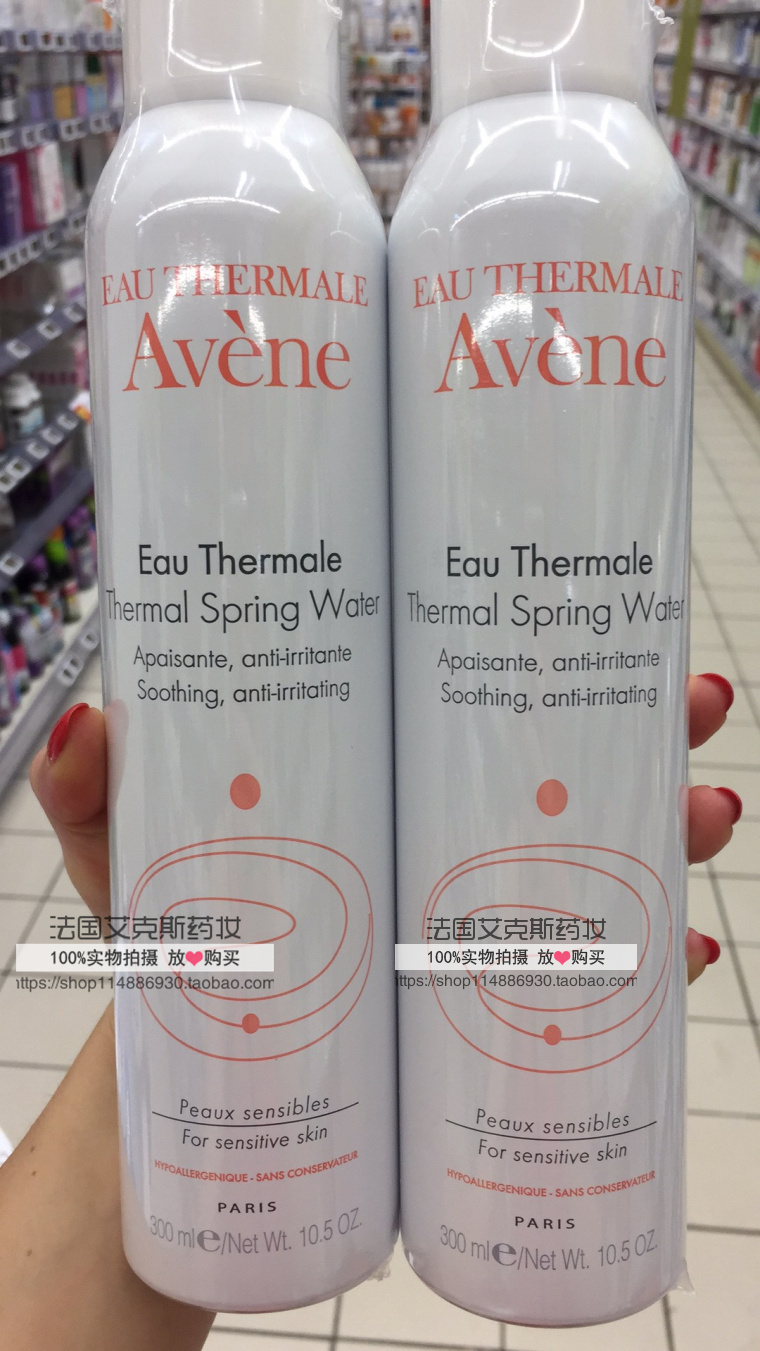 EAU THERMALE
Avène
Eau Thermale
Thermal Spring Water
Apaisante, anti-irritante
Soothing, anti-irritating
法国艾克斯药妆
100%实物拍摄 放❤购买
https://shop114886930.taobao.com
Peaux sensibles
For sensitive skin
HYPOALLERGENIQUE - SANS CONSERVATEUR
PARIS
300 ml e/Net Wt. 10.5 OZ.
EAU THERMALE
Avène
Eau Thermale
Thermal Spring Water
Apaisante, anti-irritante
Soothing, anti-irritating
法国艾克斯药妆
100%实物拍摄 放❤购买
https://shop114886930.taobao.com
Peaux sensibles
For sensitive skin
HYPOALLERGENIQUE - SANS CONSERVATEUR
PARIS
300 ml e/Net Wt. 10.5 OZ.